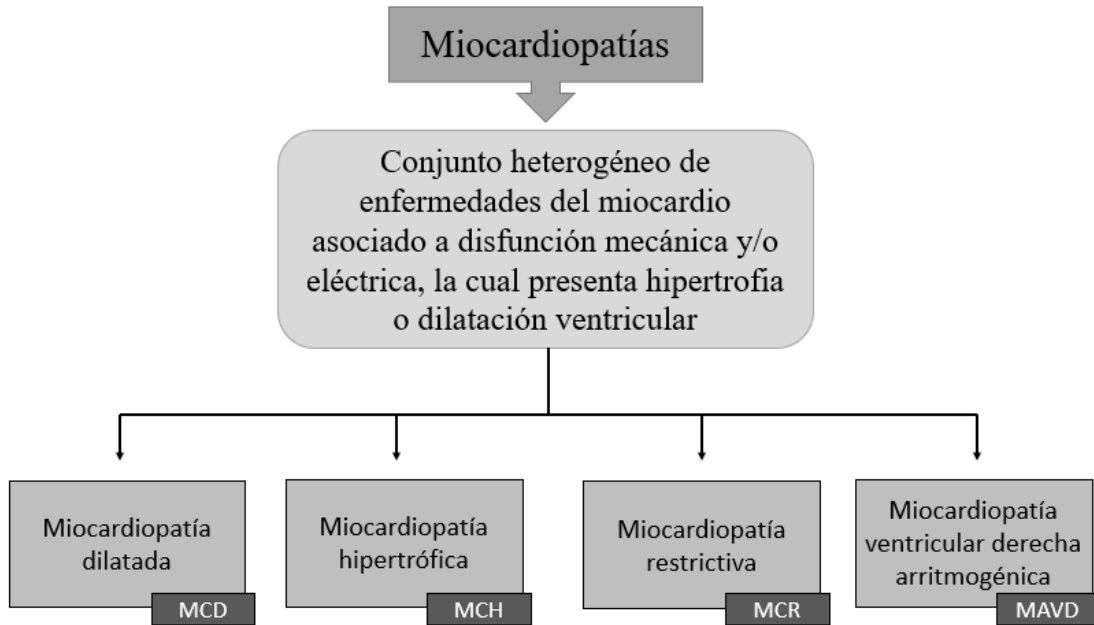 Miocardiopatías
Conjunto heterogéneo de
enfermedades del miocardio
asociado a disfunción mecánica y/o
eléctrica, la cual presenta hipertrofia
o dilatación ventricular
Miocardiopatía
dilatada
MCD
Miocardiopatía
hipertrófica
MCH
Miocardiopatía
restrictiva
MCR
Miocardiopatía
ventricular derecha
arritmogénica
MAVD